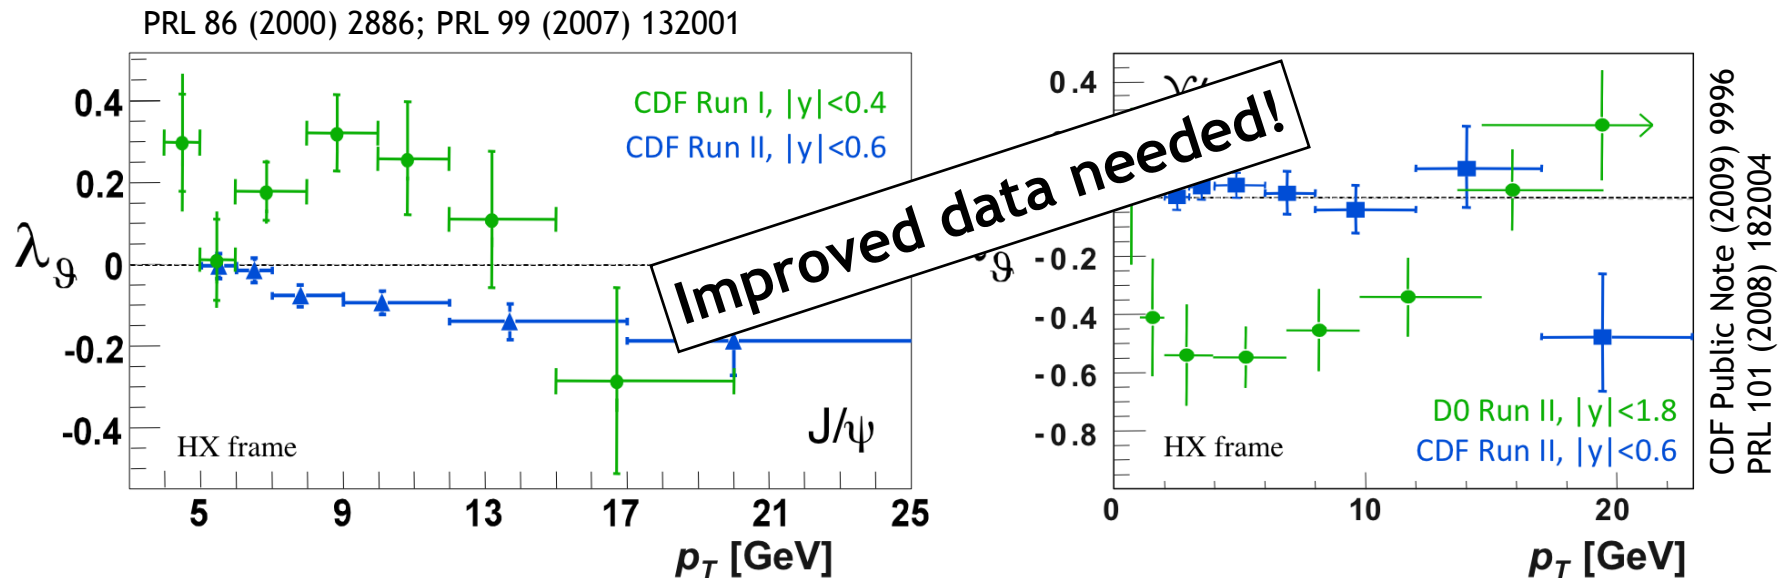 PRL 86 (2000) 2886; PRL 99 (2007) 132001
0.4
0.2
0
-0.2
-0.4
λϑ
CDF Run I, |y|<0.4
CDF Run II, |y|<0.6
HX frame
J/ψ
5 9 13 17 21 25
pT [GeV]
Improved data needed!
0.4
-0.2
-0.4
-0.6
-0.8
ϑ
D0 Run II, |y|<1.8
CDF Run II, |y|<0.6
HX frame
0 10 20
pT [GeV]
CDF Public Note (2009) 9996
PRL 101 (2008) 182004